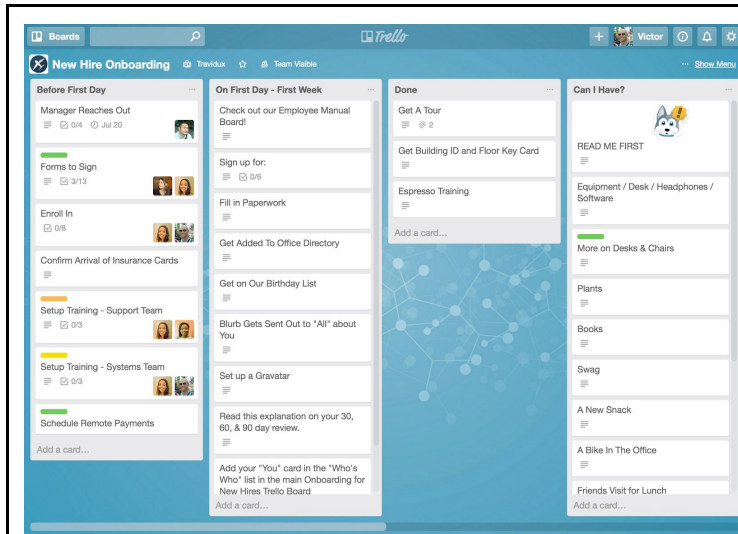 Boards
Trello
+
Victor
New Hire Onboarding
Travidux
Team Visible
... Show Menu
Before First Day
...
Manager Reaches Out
0/4
Jul 20
Forms to Sign
3/13
Enroll In
0/8
Confirm Arrival of Insurance Cards
Setup Training - Support Team
0/3
Setup Training - Systems Team
0/3
Schedule Remote Payments
Add a card...
On First Day - First Week
...
Check out our Employee Manual
Board!
Sign up for:
0/6
Fill in Paperwork
Get Added To Office Directory
Get on Our Birthday List
Blurb Gets Sent Out to "All" about
You
Set up a Gravatar
Read this explanation on your 30,
60, & 90 day review.
Add your "You" card in the "Who's
Who" list in the main Onboarding for
New Hires Trello Board
Add a card...
Done
...
Get A Tour
2
Get Building ID and Floor Key Card
Espresso Training
Add a card...
Can I Have?
...
READ ME FIRST
Equipment / Desk / Headphones /
Software
More on Desks & Chairs
Plants
Books
Swag
A New Snack
A Bike In The Office
Friends Visit for Lunch
Add a card...